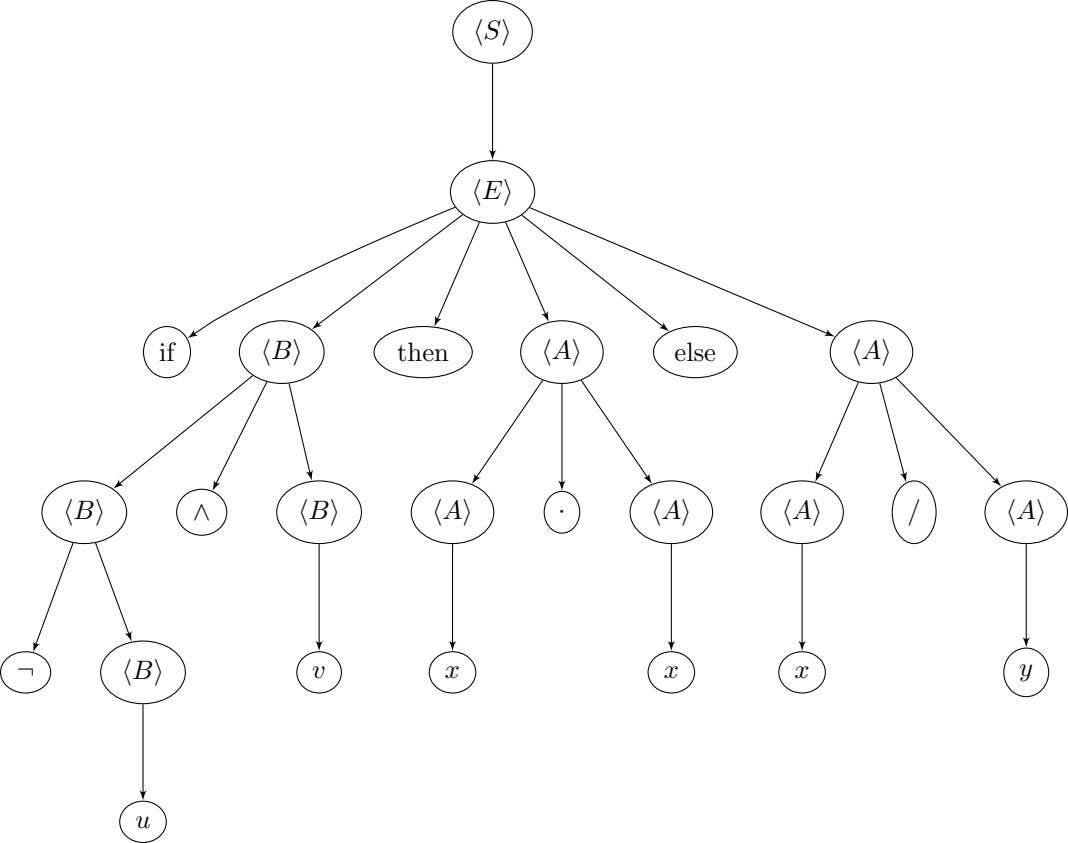 ⟨S⟩
⟨E⟩
if ⟨B⟩ then ⟨A⟩ else ⟨A⟩
⟨B⟩ ∧ ⟨B⟩ ⟨A⟩ · ⟨A⟩ ⟨A⟩ / ⟨A⟩
¬ ⟨B⟩ v x x x y
u